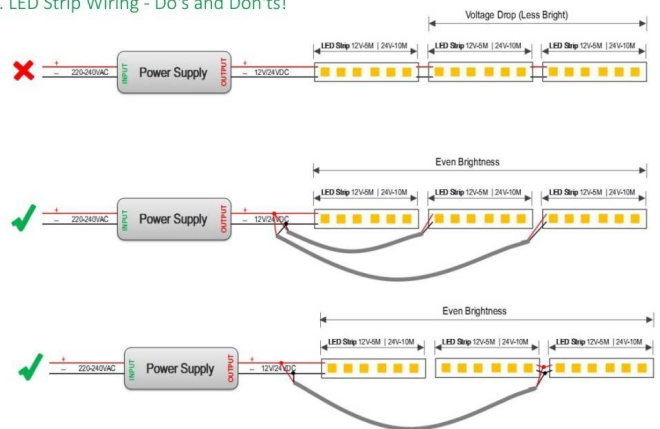 . LED Strip Wiring - Do's and Don'ts!
Voltage Drop (Less Bright)
LED Strip 12V-5M | 24V-10M LED Strip 12V-5M | 24V-10M LED Strip 12V-5M | 24V-10M
+ INPUT Power Supply OUTPUT +
− 220-240VAC − 12V/24VDC
Even Brightness
LED Strip 12V-5M | 24V-10M LED Strip 12V-5M | 24V-10M LED Strip 12V-5M | 24V-10M
+ INPUT Power Supply OUTPUT +
− 220-240VAC − 12V/24VDC
Even Brightness
LED Strip 12V-5M | 24V-10M LED Strip 12V-5M | 24V-10M LED Strip 12V-5M | 24V-10M
+ INPUT Power Supply OUTPUT +
− 220-240VAC − 12V/24VDC